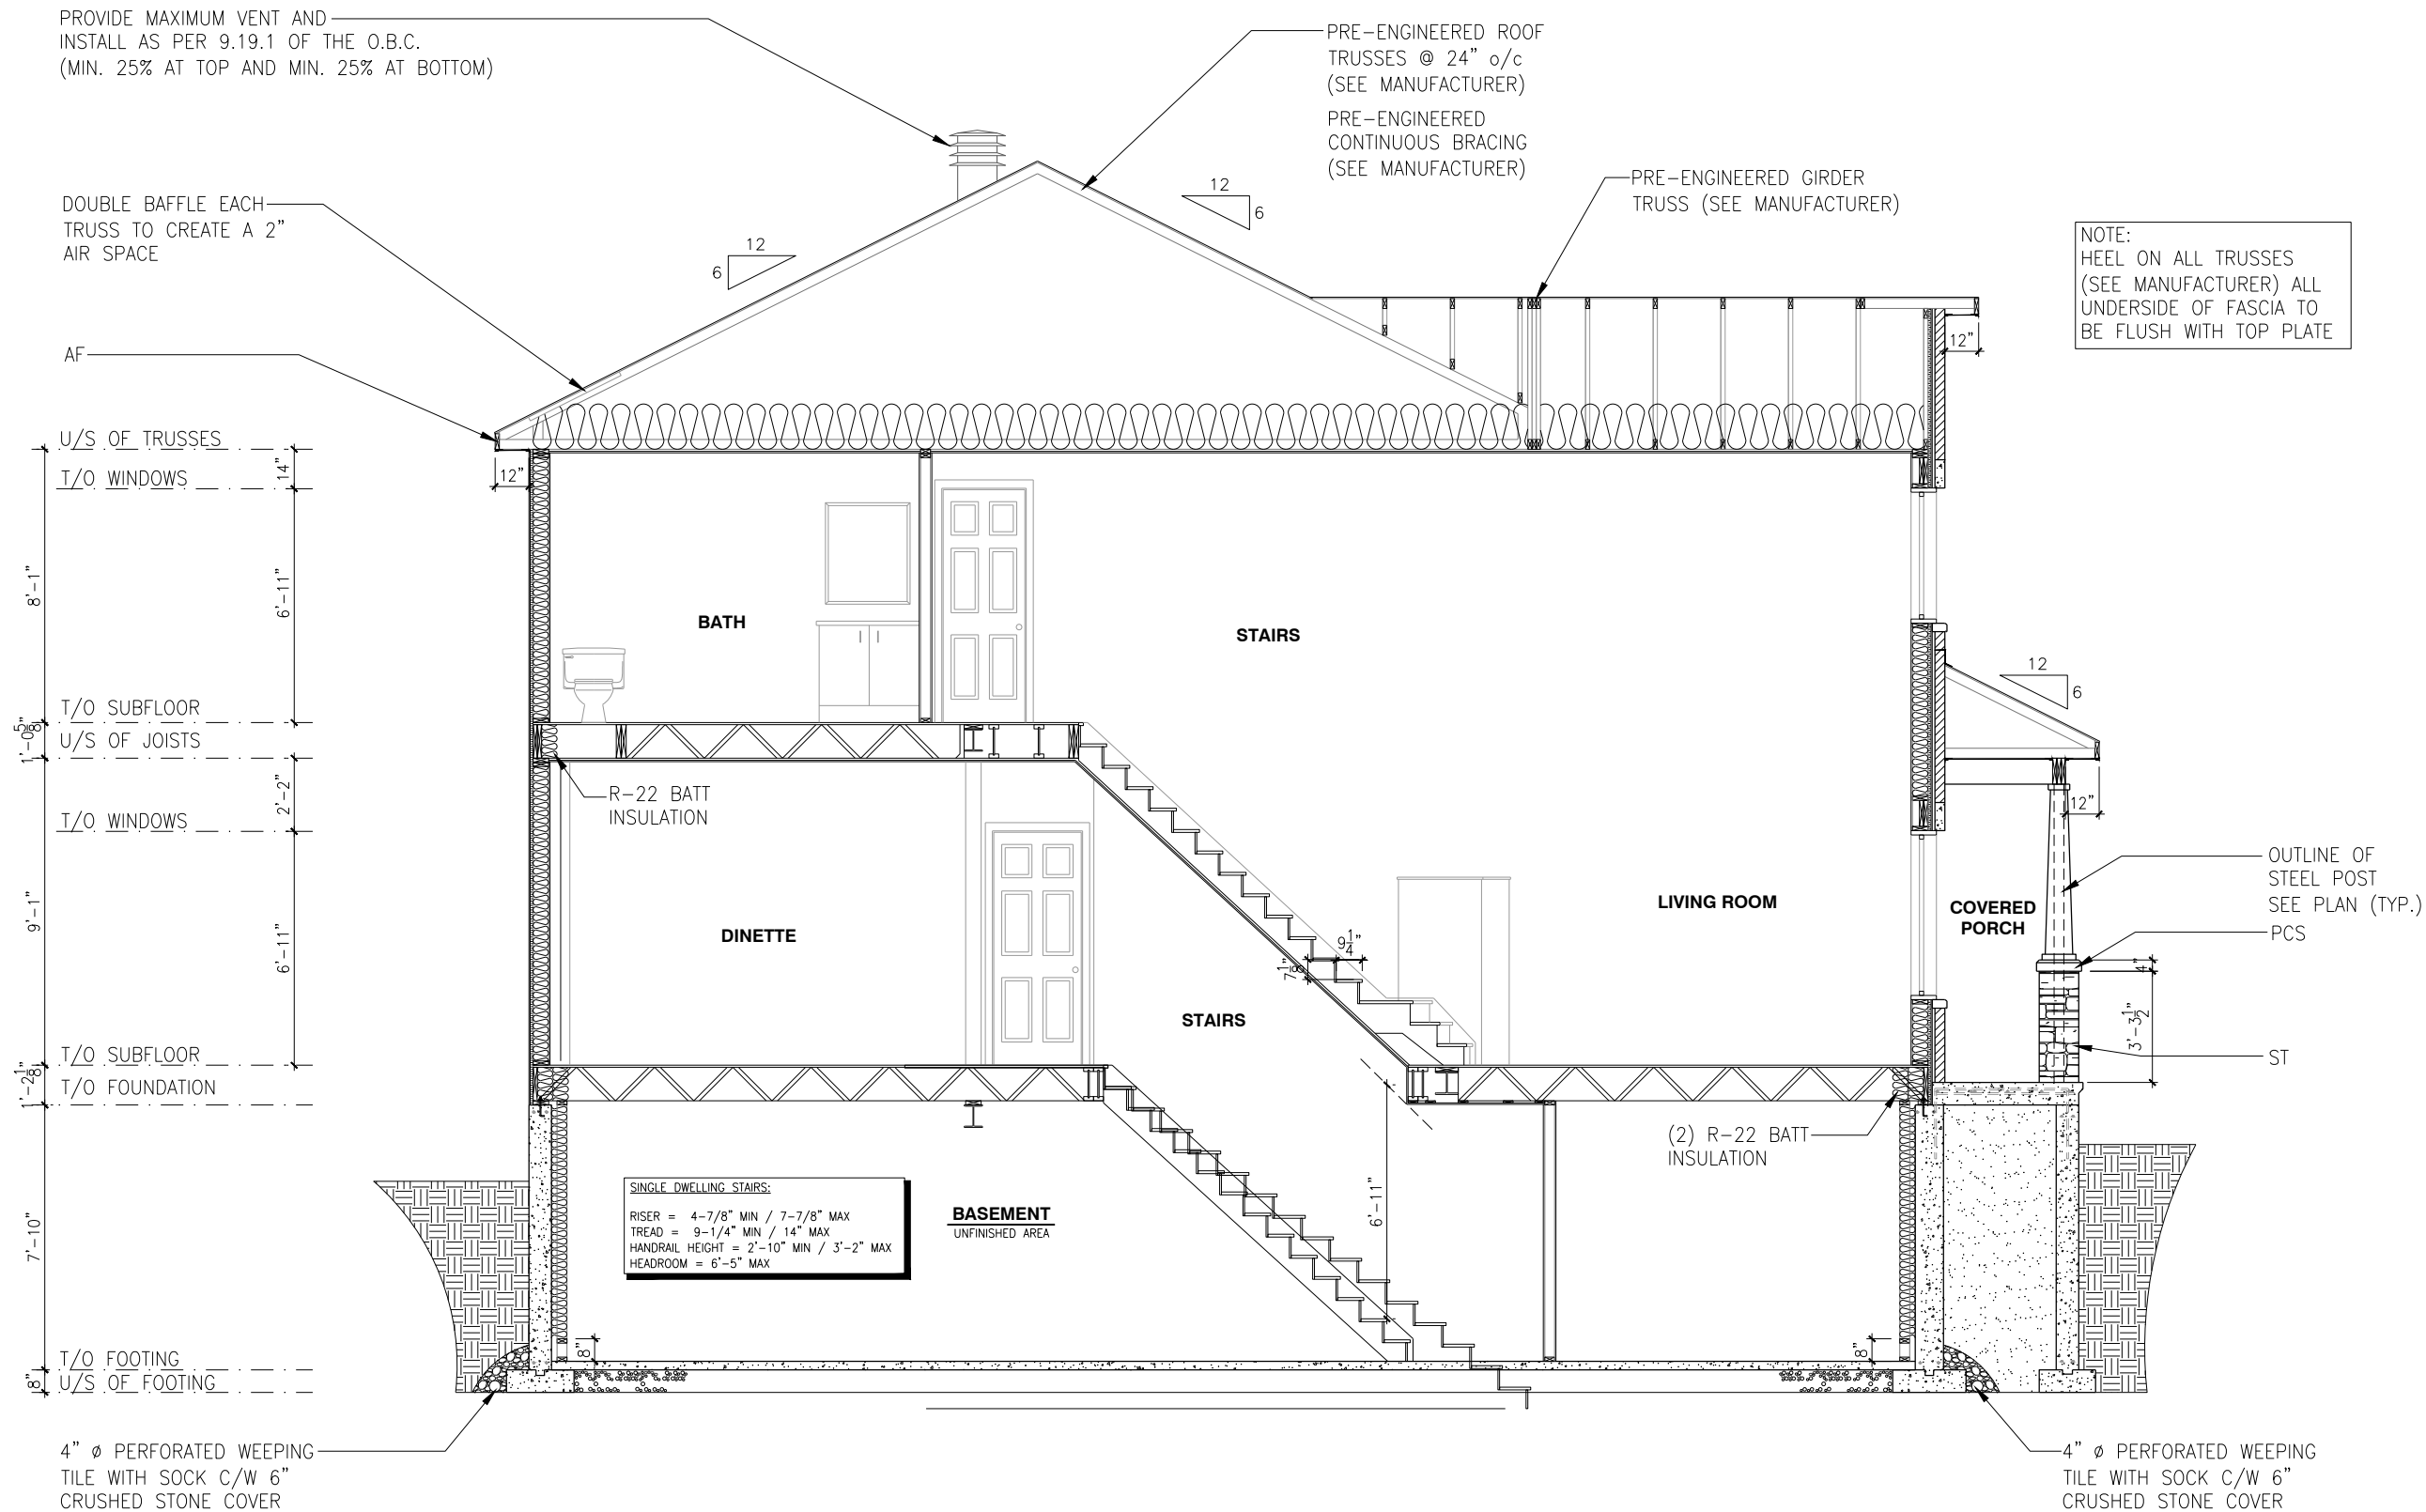 PROVIDE MAXIMUM VENT AND
INSTALL AS PER 9.19.1 OF THE O.B.C.
(MIN. 25% AT TOP AND MIN. 25% AT BOTTOM)
PRE-ENGINEERED ROOF
TRUSSES @ 24" o/c
(SEE MANUFACTURER)
PRE-ENGINEERED
CONTINUOUS BRACING
(SEE MANUFACTURER)
PRE-ENGINEERED GIRDER
TRUSS (SEE MANUFACTURER)
NOTE:
HEEL ON ALL TRUSSES
(SEE MANUFACTURER) ALL
UNDERSIDE OF FASCIA TO
BE FLUSH WITH TOP PLATE
DOUBLE BAFFLE EACH
TRUSS TO CREATE A 2"
AIR SPACE
12
6
12
6
AF
12"
U/S OF TRUSSES
14"
T/O WINDOWS
12"
8'-1"
6'-11"
BATH
STAIRS
12
6
T/O SUBFLOOR
1'-0 5/8"
U/S OF JOISTS
2'-2"
R-22 BATT
INSULATION
T/O WINDOWS
12"
OUTLINE OF
STEEL POST
SEE PLAN (TYP.)
9'-1"
6'-11"
DINETTE
LIVING ROOM
COVERED
PORCH
PCS
9 1/4"
7 1/8"
4"
STAIRS
3'-3 1/2"
ST
T/O SUBFLOOR
1'-2 1/8"
T/O FOUNDATION
(2) R-22 BATT
INSULATION
7'-10"
SINGLE DWELLING STAIRS:
RISER = 4-7/8" MIN / 7-7/8" MAX
TREAD = 9-1/4" MIN / 14" MAX
HANDRAIL HEIGHT = 2'-10" MIN / 3'-2" MAX
HEADROOM = 6'-5" MAX
BASEMENT
UNFINISHED AREA
6'-11"
8"
8"
T/O FOOTING
8"
U/S OF FOOTING
4" ø PERFORATED WEEPING
TILE WITH SOCK C/W 6"
CRUSHED STONE COVER
4" ø PERFORATED WEEPING
TILE WITH SOCK C/W 6"
CRUSHED STONE COVER